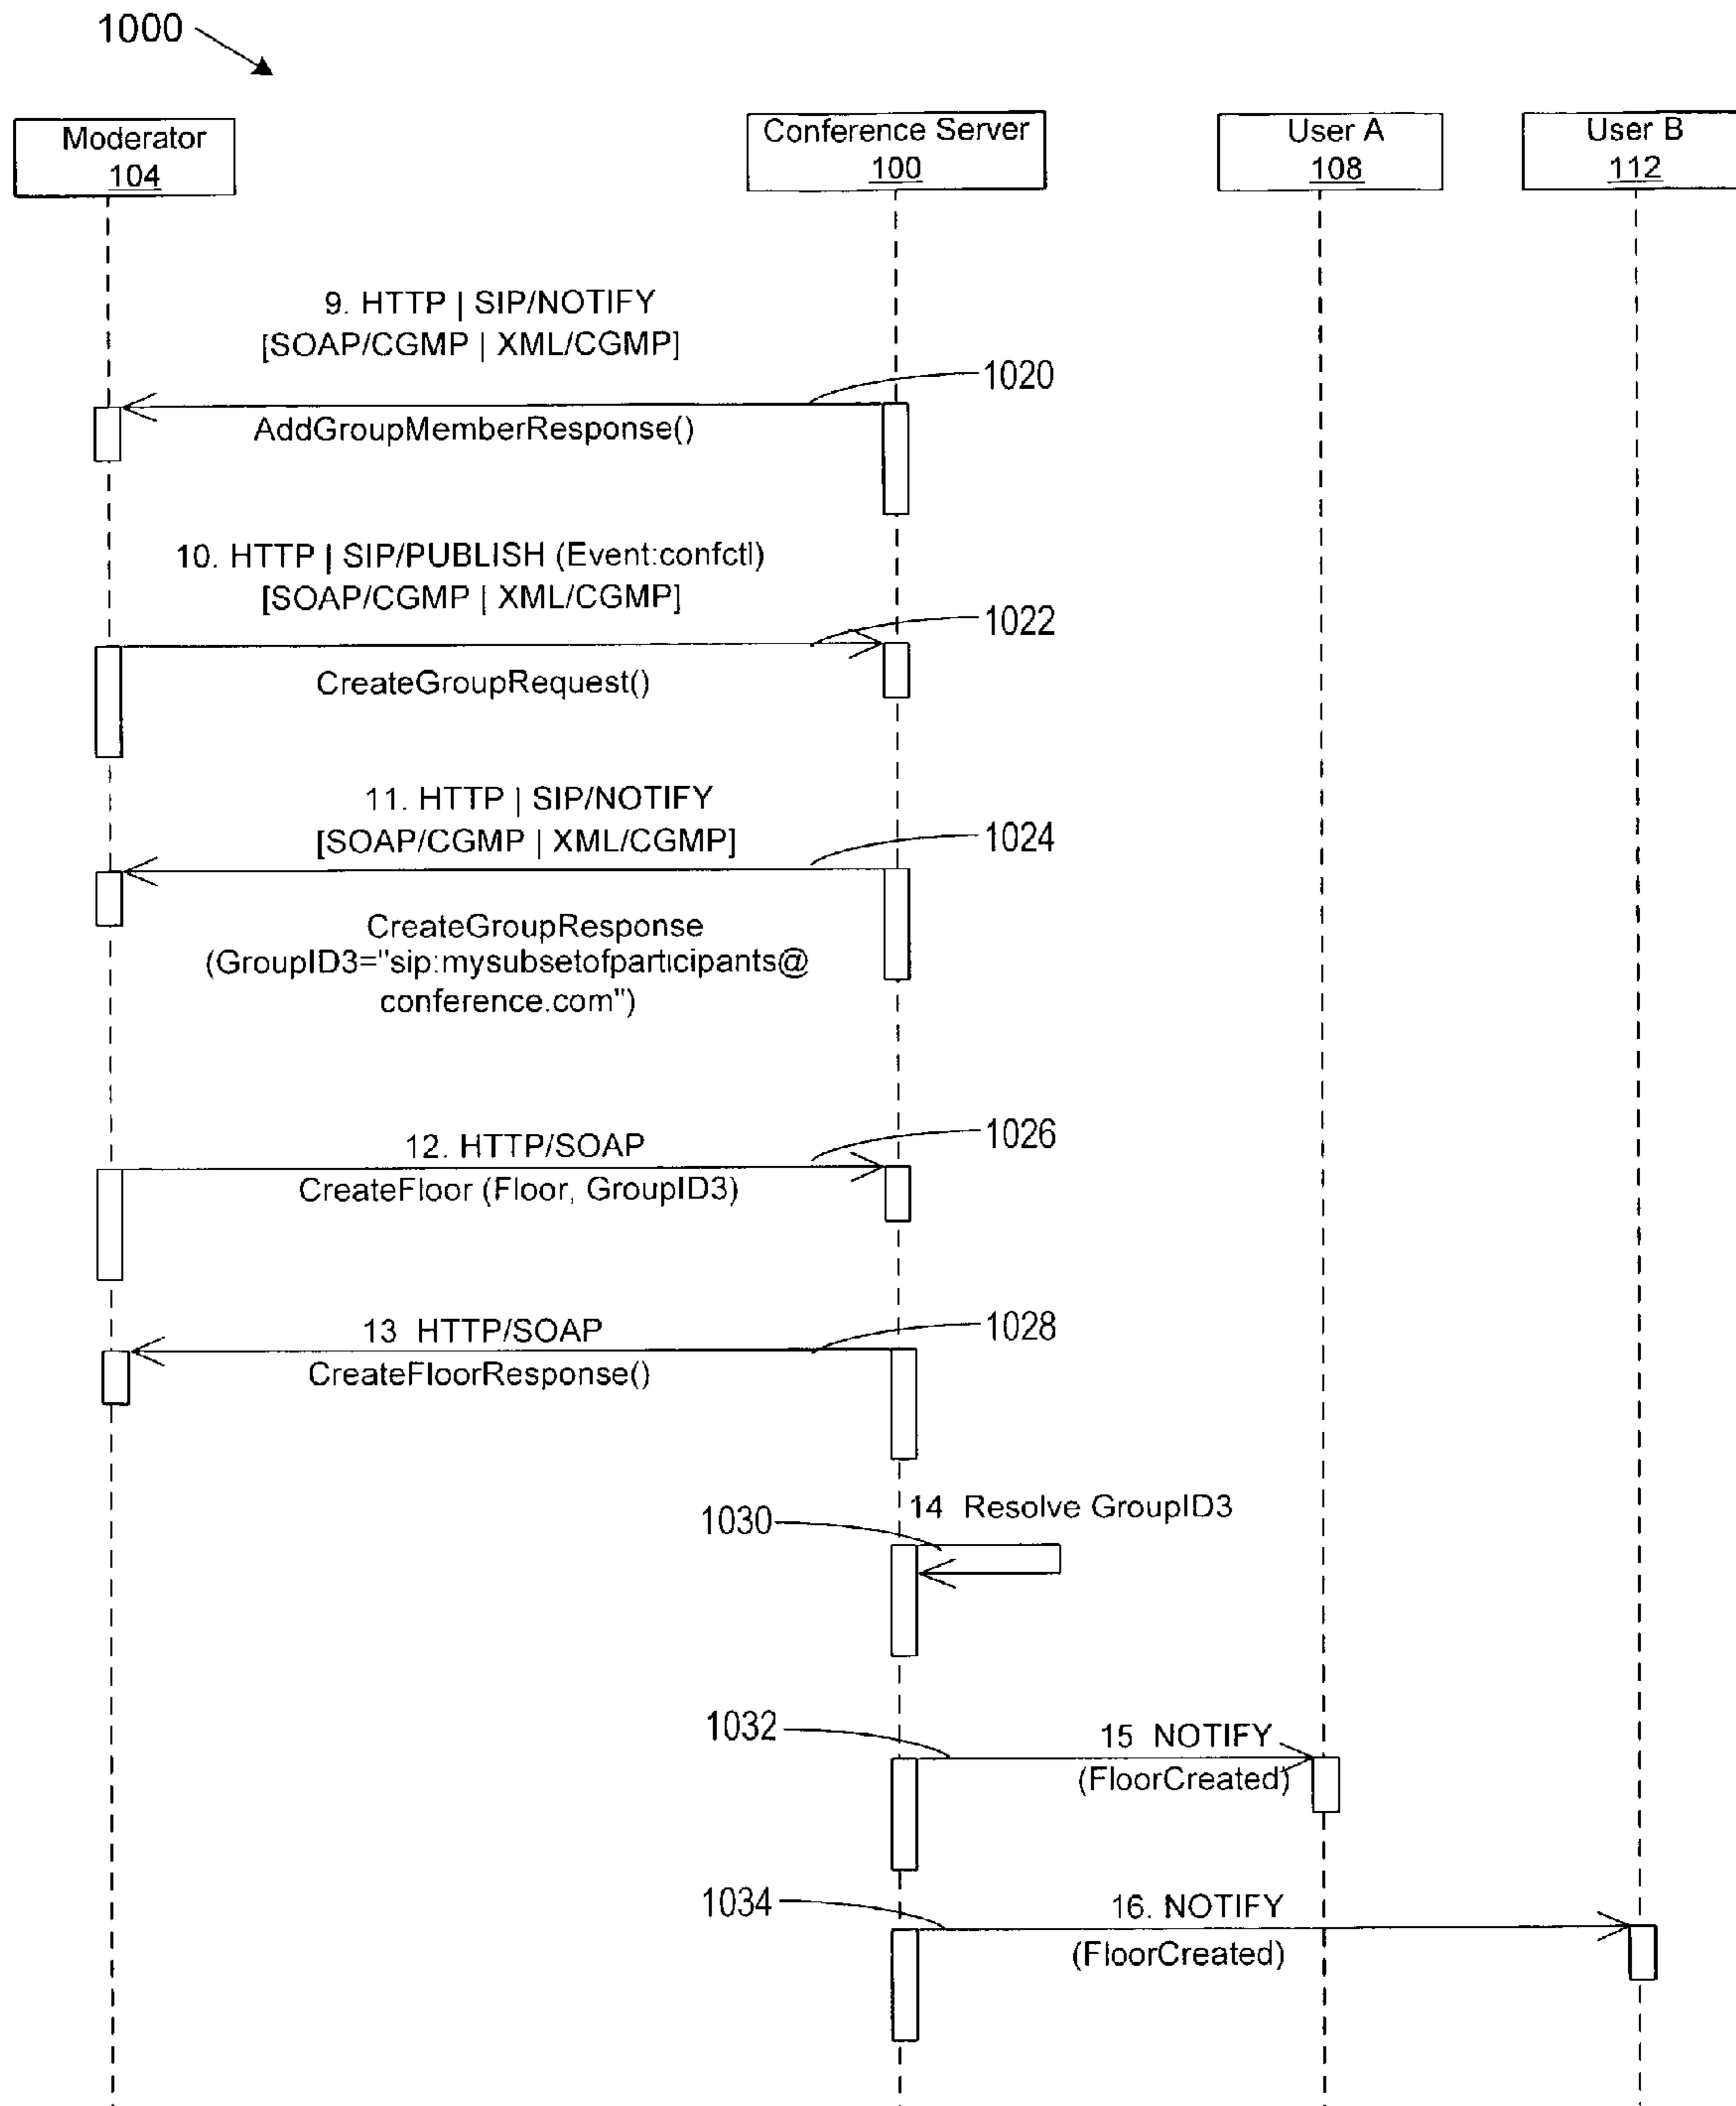 1000
Moderator
104
Conference Server
100
User A
108
User B
112
9. HTTP | SIP/NOTIFY
[SOAP/CGMP | XML/CGMP]
1020
AddGroupMemberResponse()
10. HTTP | SIP/PUBLISH (Event:confctl)
[SOAP/CGMP | XML/CGMP]
1022
CreateGroupRequest()
11. HTTP | SIP/NOTIFY
[SOAP/CGMP | XML/CGMP]
1024
CreateGroupResponse
(GroupID3="sip:mysubsetofparticipants@
conference.com")
12. HTTP/SOAP
1026
CreateFloor (Floor, GroupID3)
13 HTTP/SOAP
1028
CreateFloorResponse()
14 Resolve GroupID3
1030
1032
15 NOTIFY
(FloorCreated)
1034
16. NOTIFY
(FloorCreated)